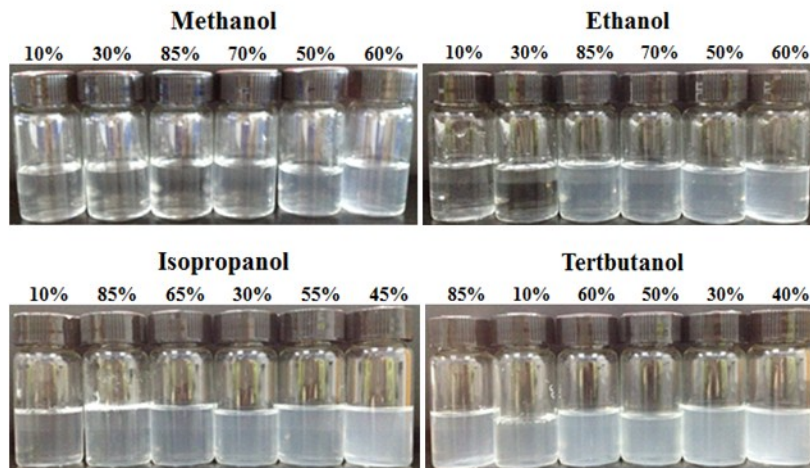 Methanol
10% 30% 85% 70% 50% 60%
Ethanol
10% 30% 85% 70% 50% 60%
Isopropanol
10% 85% 65% 30% 55% 45%
Tertbutanol
85% 10% 60% 50% 30% 40%